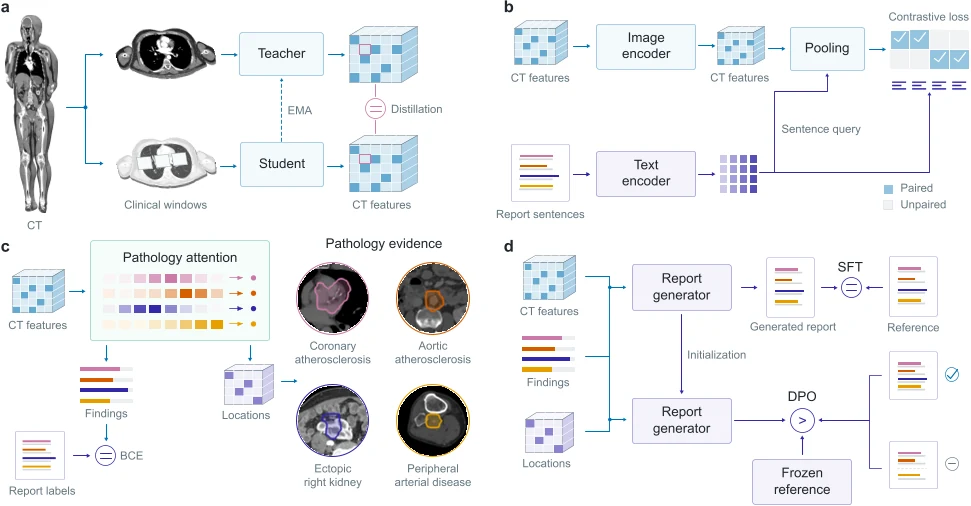 a
CT
Clinical windows
Teacher
EMA
Student
Distillation
CT features
b
CT features
Image
encoder
CT features
Pooling
Contrastive loss
Sentence query
Report sentences
Text
encoder
Paired
Unpaired
c
CT features
Pathology attention
Findings
Locations
Report labels
BCE
Pathology evidence
Coronary
atherosclerosis
Aortic
atherosclerosis
Ectopic
right kidney
Peripheral
arterial disease
d
CT features
Findings
Locations
Report
generator
Generated report
SFT
Reference
Initialization
Report
generator
DPO
>
Frozen
reference